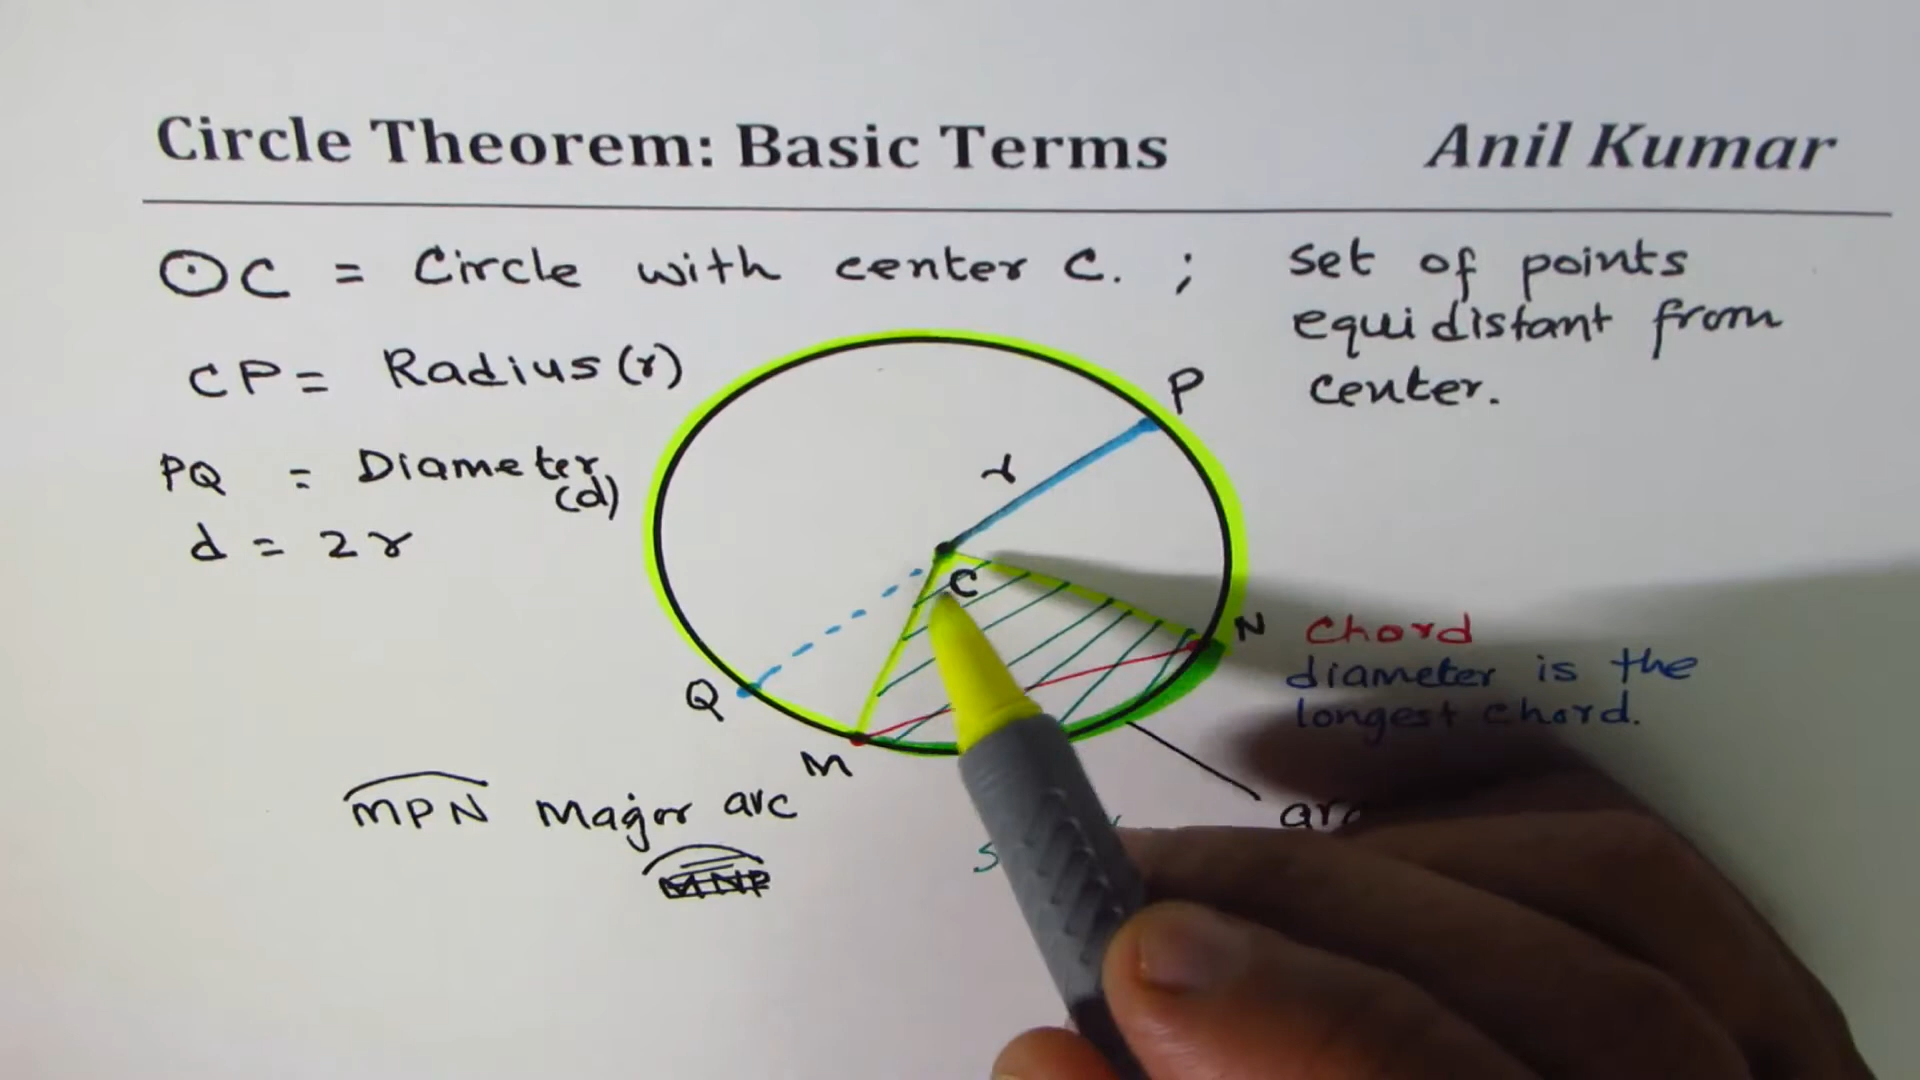 Circle Theorem: Basic Terms
Anil Kumar
⊙C = Circle with center C. ;
set of points
equidistant from
center.
CP = Radius (r)
PQ = Diameter
(d)
d = 2r
P
r
C
N
Q
M
Chord
diameter is the
longest chord.
MPN Major arc
arc